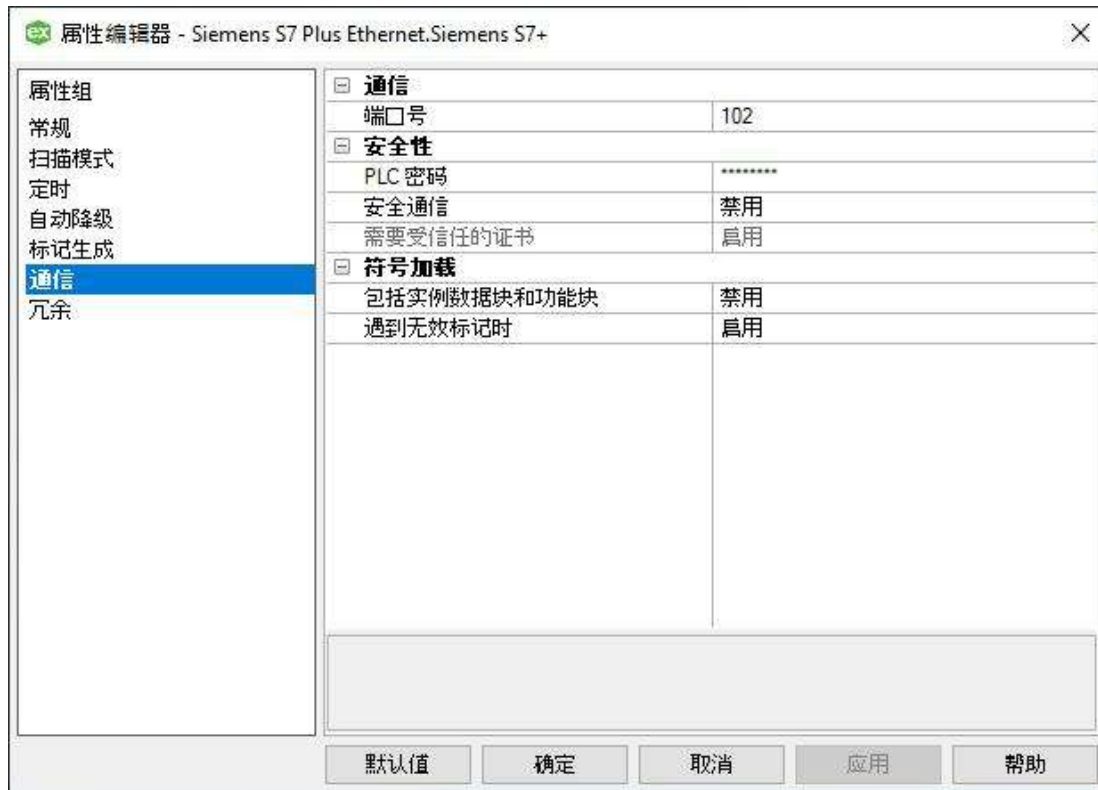 属性编辑器 - Siemens S7 Plus Ethernet.Siemens S7+
属性组
常规
扫描模式
定时
自动降级
标记生成
通信
冗余
通信
端口号 102
安全性
PLC 密码 ********
安全通信 禁用
需要受信任的证书 启用
符号加载
包括实例数据块和功能块 禁用
遇到无效标记时 启用
默认值 确定 取消 应用 帮助